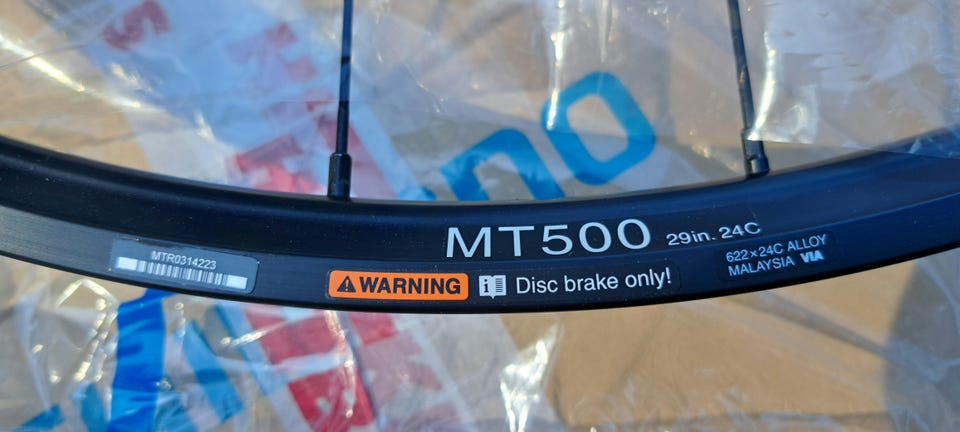 MT500 29in. 24C
622×24C ALLOY
MALAYSIA VIA
MTR0314223
WARNING Disc brake only!